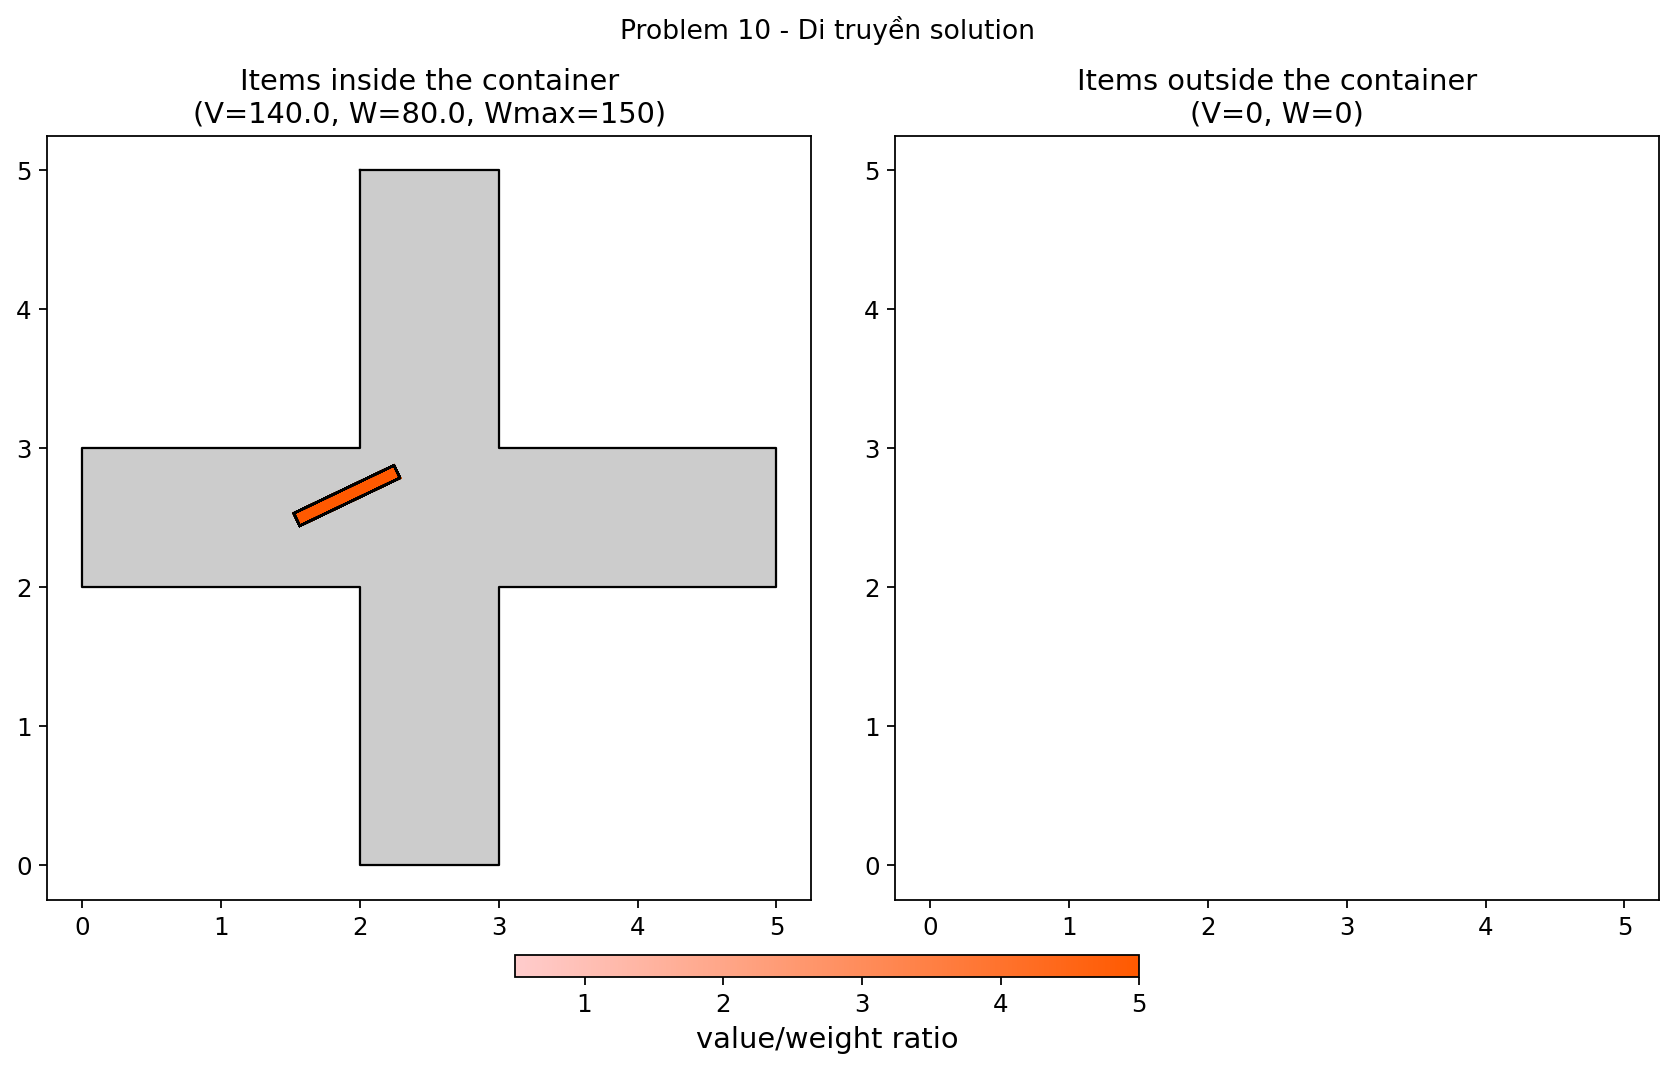 Problem 10 - Di truyền solution
Items inside the container
(V=140.0, W=80.0, Wmax=150)
5
4
3
2
1
0
0 1 2 3 4 5
Items outside the container
(V=0, W=0)
5
4
3
2
1
0
0 1 2 3 4 5
1 2 3 4 5
value/weight ratio